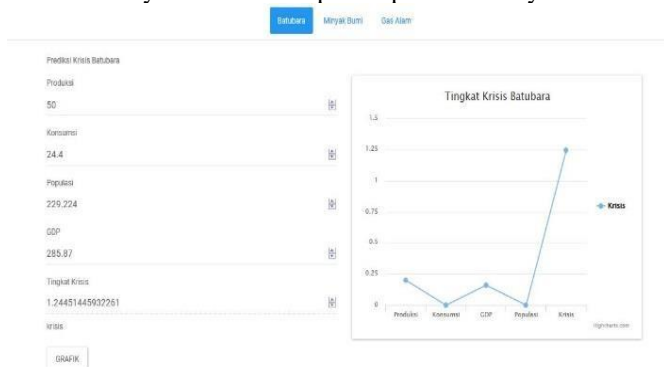 Batubara Minyak Bumi Gas Alam
Prediksi Krisis Batubara
Produksi
50
Konsumsi
24.4
Populasi
229.224
GDP
285.87
Tingkat Krisis
1.24451445932261
krisis
GRAFIK
Tingkat Krisis Batubara
1.5
1.25
1
0.75
0.5
0.25
0
Produksi Konsumsi GDP Populasi Krisis
Krisis
Highcharts.com